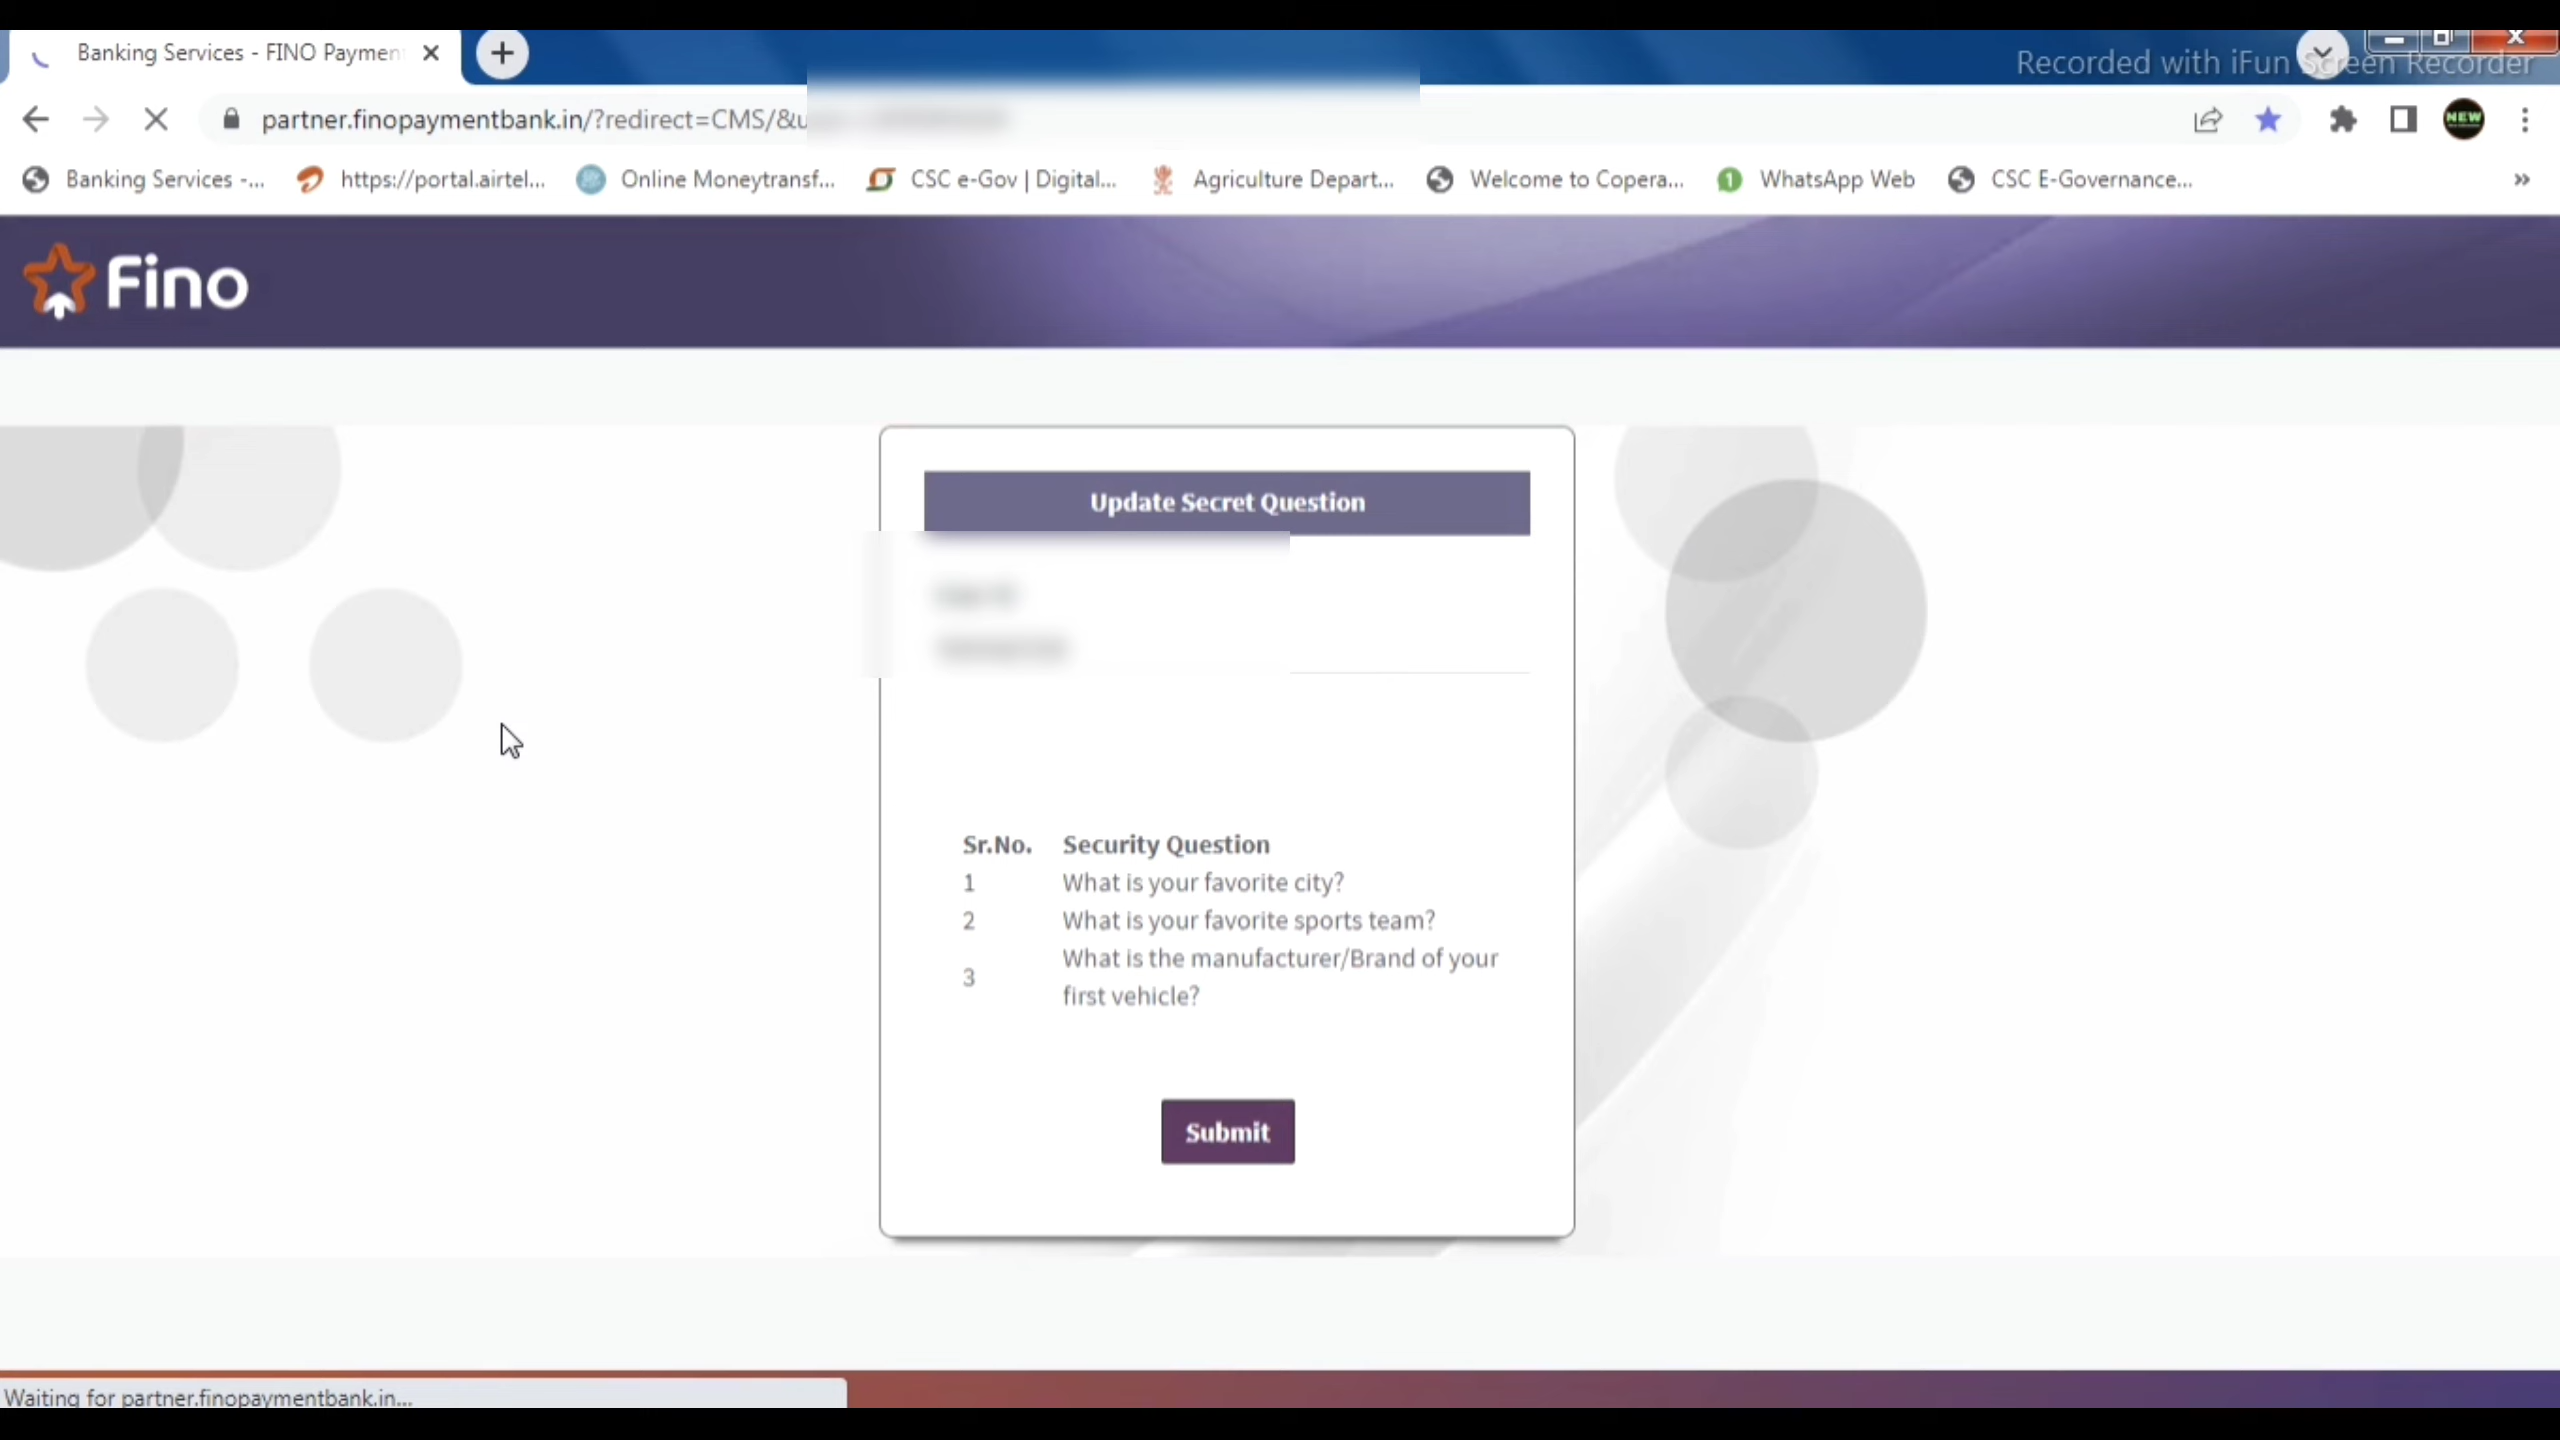 Banking Services - FINO Paymen
Recorded with iFun Screen Recorder
partner.finopaymentbank.in/?redirect=CMS/&u
NEW
Banking Services -... https://portal.airtel... Online Moneytransf... CSC e-Gov | Digital... Agriculture Depart... Welcome to Copera... 1 WhatsApp Web CSC E-Governance... »
Fino
Update Secret Question
Sr.No. Security Question
1 What is your favorite city?
2 What is your favorite sports team?
3 What is the manufacturer/Brand of your
first vehicle?
Submit
Waiting for partner.finopaymentbank.in...